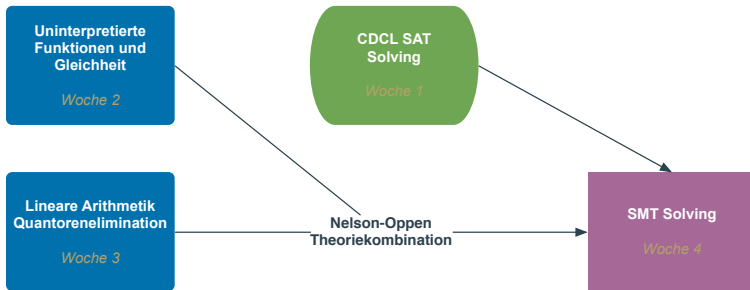 Uninterpretierte
Funktionen und
Gleichheit
Woche 2
CDCL SAT
Solving
Woche 1
Lineare Arithmetik
Quantorenelimination
Woche 3
Nelson-Oppen
Theoriekombination
SMT Solving
Woche 4